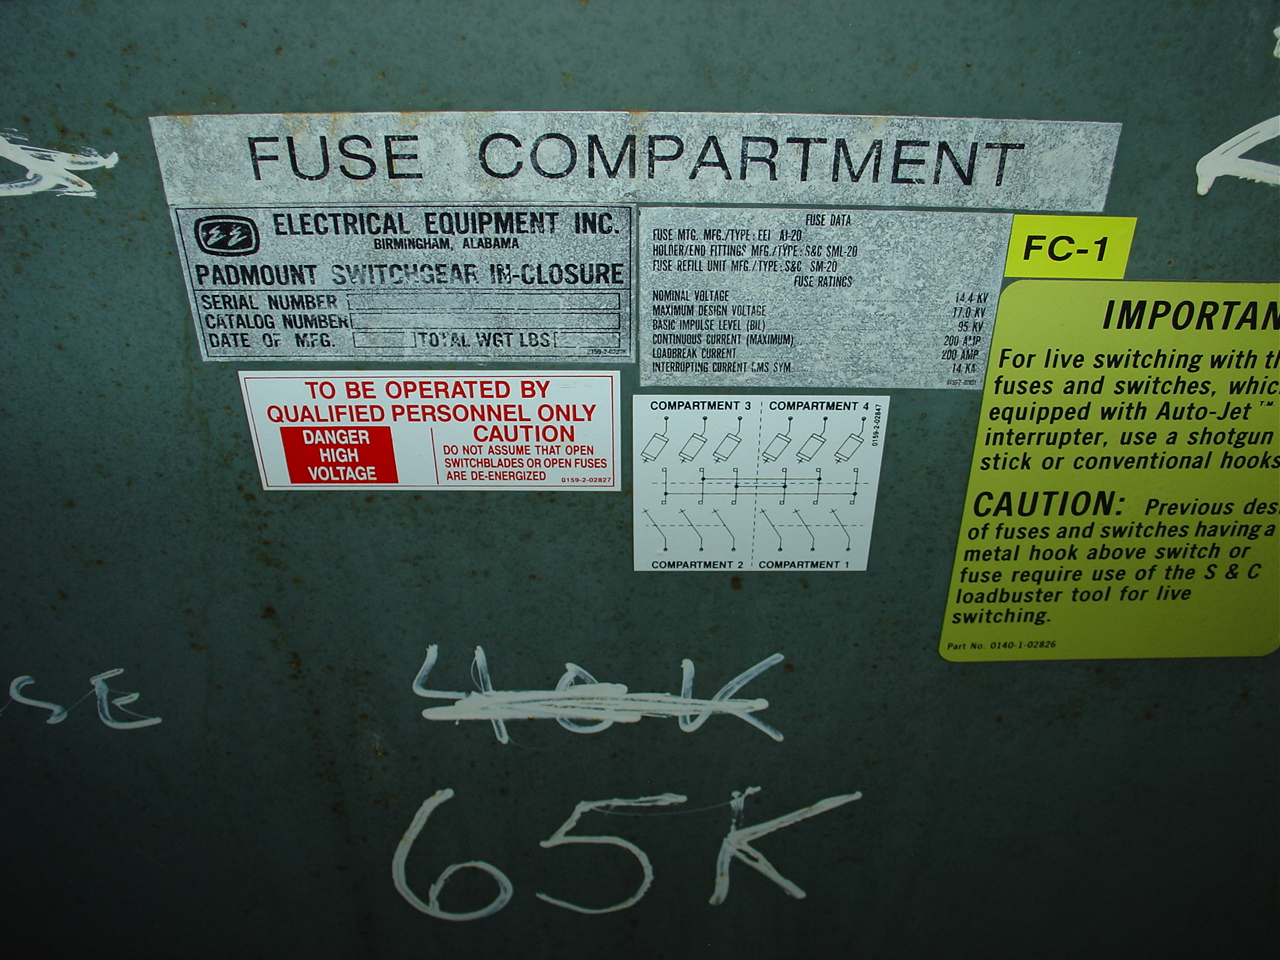 FUSE COMPARTMENT
ELECTRICAL EQUIPMENT INC.
BIRMINGHAM, ALABAMA
PADMOUNT SWITCHGEAR IN-CLOSURE
SERIAL NUMBER
CATALOG NUMBER
DATE OF MFG. TOTAL WGT LBS
FUSE DATA
FUSE MTG. MFG./TYPE: EEI AJ-20
HOLDER/END FITTINGS MFG./TYPE: S&C SML-20
FUSE REFILL UNIT MFG./TYPE: S&C SM-20
FUSE RATINGS
NOMINAL VOLTAGE 14.4 KV
MAXIMUM DESIGN VOLTAGE 17.0 KV
BASIC IMPULSE LEVEL (BIL) 95 KV
CONTINUOUS CURRENT (MAXIMUM) 200 AMP
LOADBREAK CURRENT 200 AMP
INTERRUPTING CURRENT RMS SYM. 14 KA
FC-1
TO BE OPERATED BY
QUALIFIED PERSONNEL ONLY
DANGER
HIGH
VOLTAGE
CAUTION
DO NOT ASSUME THAT OPEN
SWITCHBLADES OR OPEN FUSES
ARE DE-ENERGIZED 0159-2-02827
COMPARTMENT 3 COMPARTMENT 4
0159-2-02847
COMPARTMENT 2 COMPARTMENT 1
IMPORTAN
For live switching with th
fuses and switches, whic
equipped with Auto-Jet™
interrupter, use a shotgun
stick or conventional hooks
CAUTION: Previous des
of fuses and switches having a
metal hook above switch or
fuse require use of the S & C
loadbuster tool for live
switching.
Part No. 0140-1-02826
SE
40K
65K